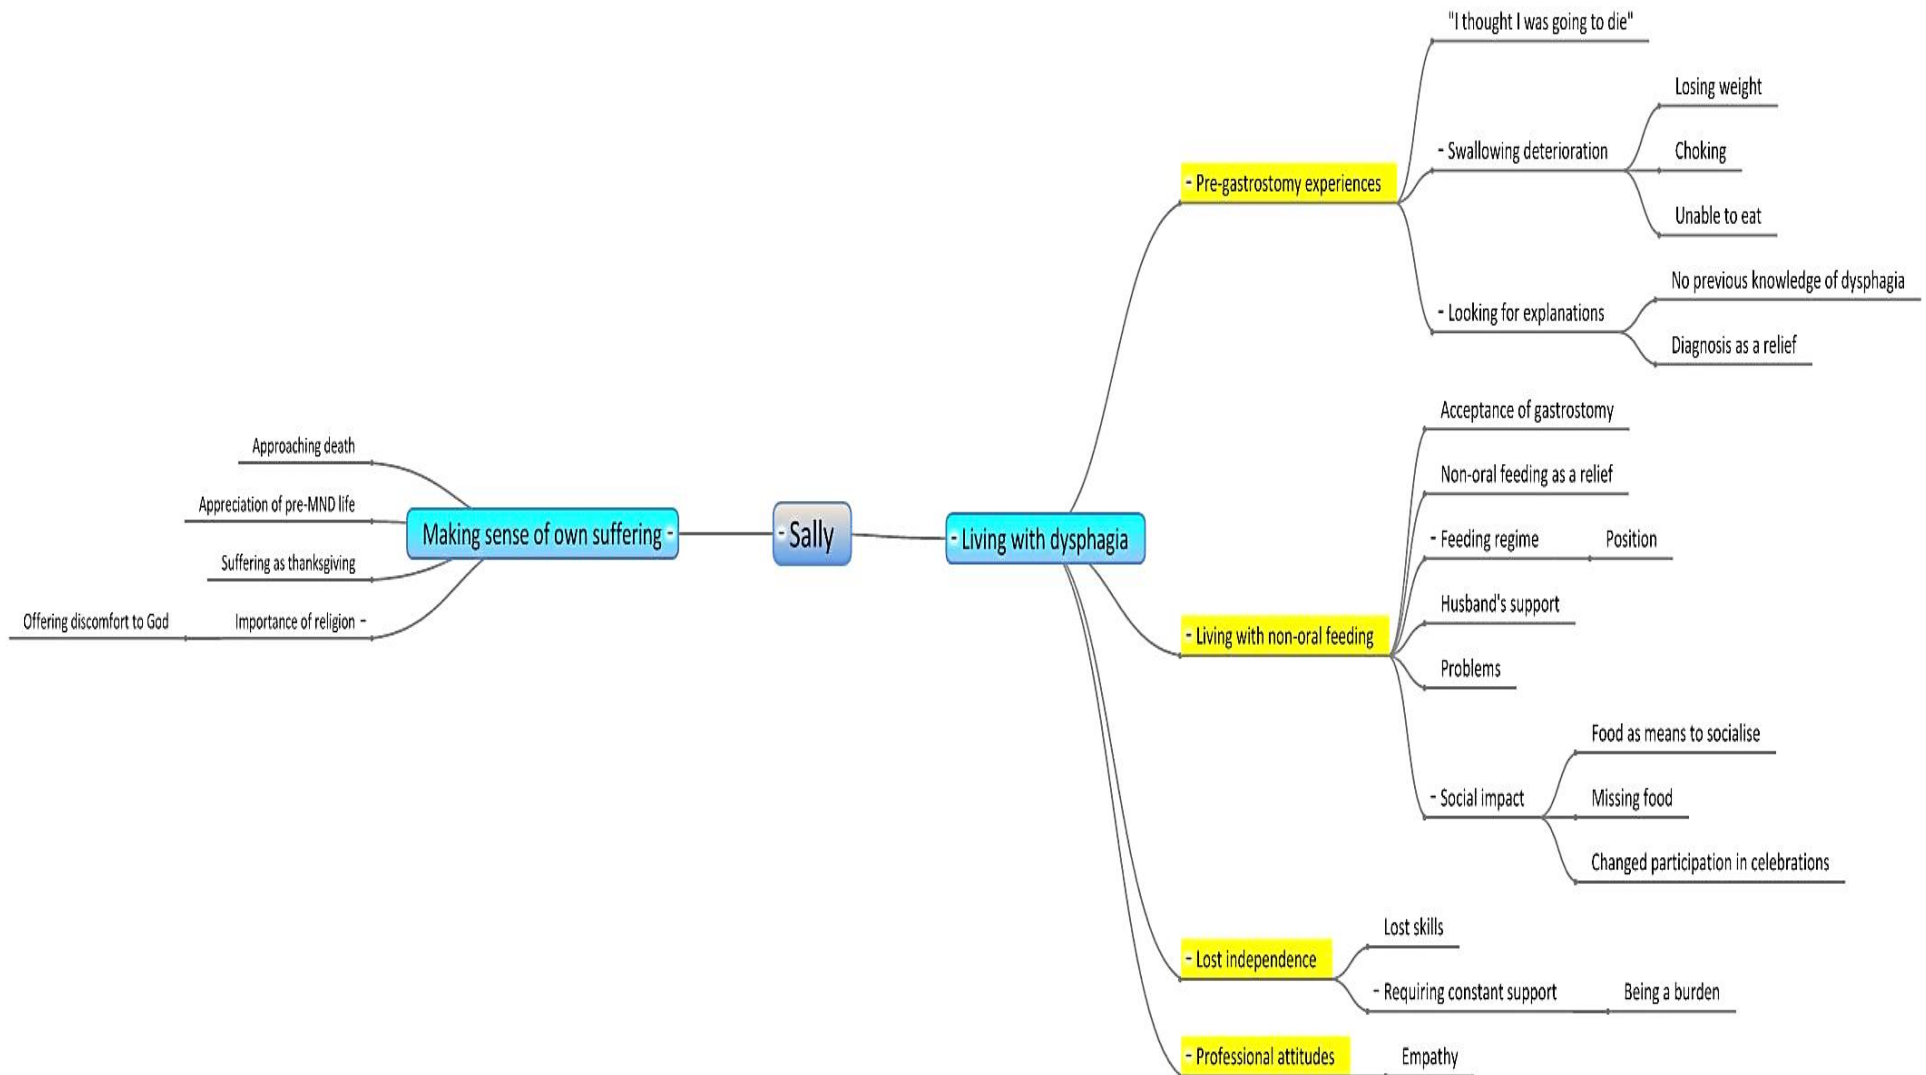 Sally
Making sense of own suffering
Approaching death
Appreciation of pre-MND life
Suffering as thanksgiving
Importance of religion
Offering discomfort to God
Living with dysphagia
Pre-gastrostomy experiences
"I thought I was going to die"
Swallowing deterioration
Losing weight
Choking
Unable to eat
Looking for explanations
No previous knowledge of dysphagia
Diagnosis as a relief
Living with non-oral feeding
Acceptance of gastrostomy
Non-oral feeding as a relief
Feeding regime
Position
Husband's support
Problems
Social impact
Food as means to socialise
Missing food
Changed participation in celebrations
Lost independence
Lost skills
Requiring constant support
Being a burden
Professional attitudes
Empathy